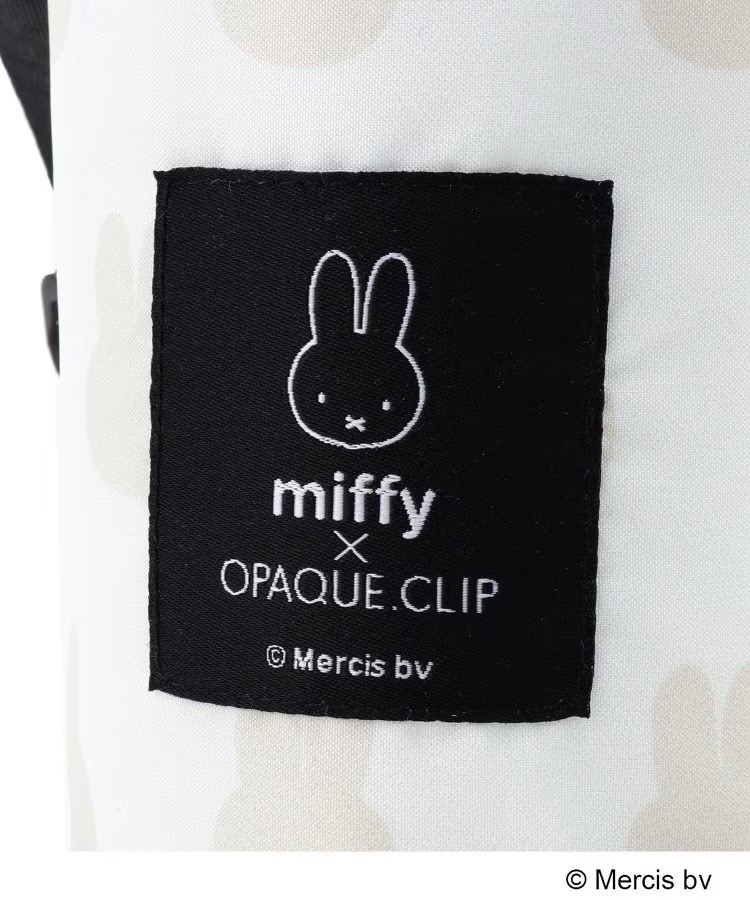 miffy
×
OPAQUE.CLIP
© Mercis bv
© Mercis bv